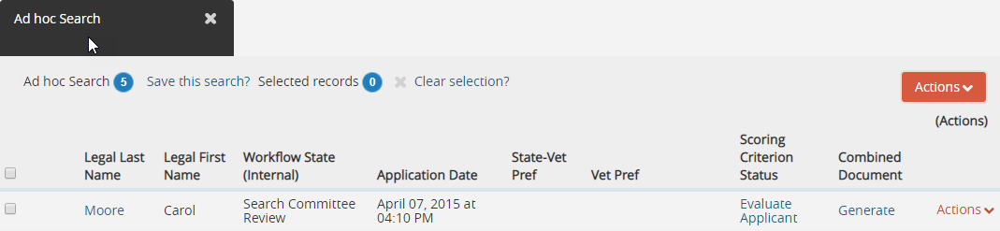 Ad hoc Search
Ad hoc Search 5 Save this search? Selected records 0 Clear selection?
Actions
(Actions)
Legal Last Name
Legal First Name
Workflow State (Internal)
Application Date
State-Vet Pref
Vet Pref
Scoring Criterion Status
Combined Document
Moore
Carol
Search Committee
Review
April 07, 2015 at
04:10 PM
Evaluate
Applicant
Generate
Actions